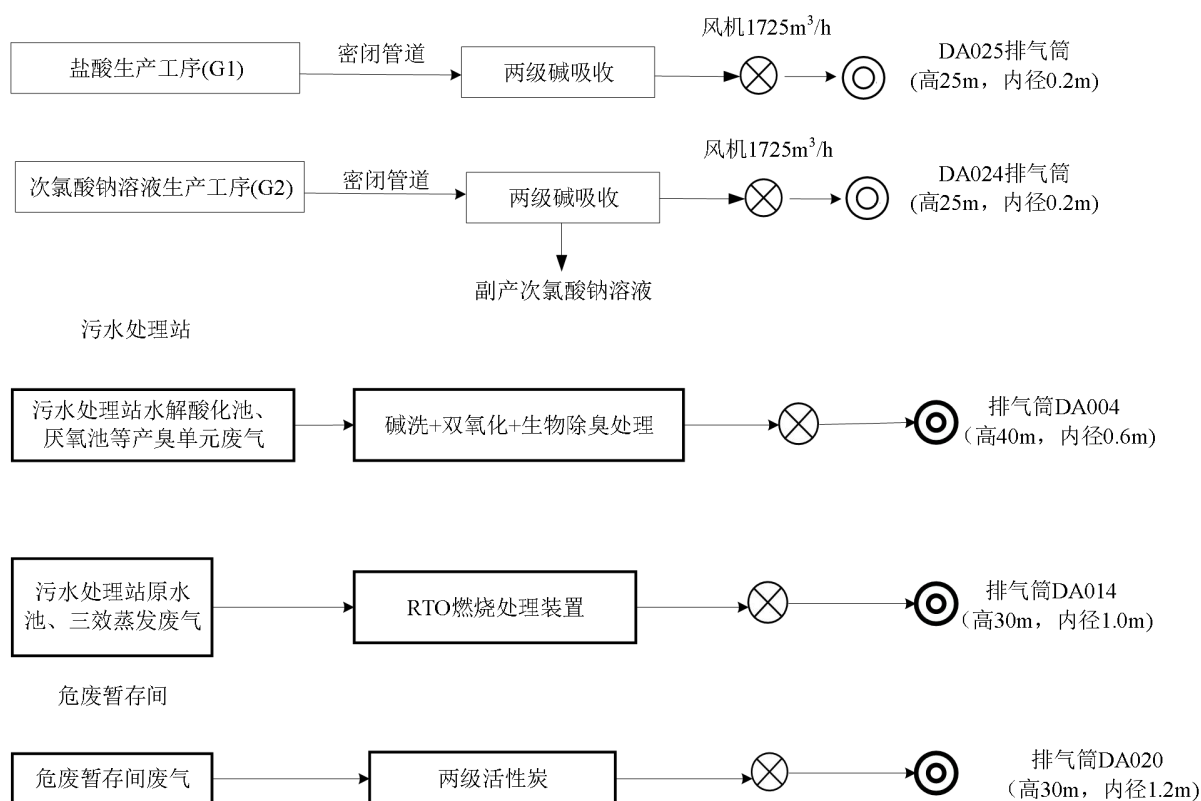 风机1725m³/h
盐酸生产工序(G1)
密闭管道
两级碱吸收
DA025排气筒
(高25m，内径0.2m)
风机1725m³/h
次氯酸钠溶液生产工序(G2)
密闭管道
两级碱吸收
DA024排气筒
(高25m，内径0.2m)
副产次氯酸钠溶液
污水处理站
污水处理站水解酸化池、
厌氧池等产臭单元废气
碱洗+双氧化+生物除臭处理
排气筒DA004
（高40m，内径0.6m)
污水处理站原水
池、三效蒸发废气
RTO燃烧处理装置
排气筒DA014
（高30m，内径1.0m)
危废暂存间
危废暂存间废气
两级活性炭
排气筒DA020
（高30m，内径1.2m)